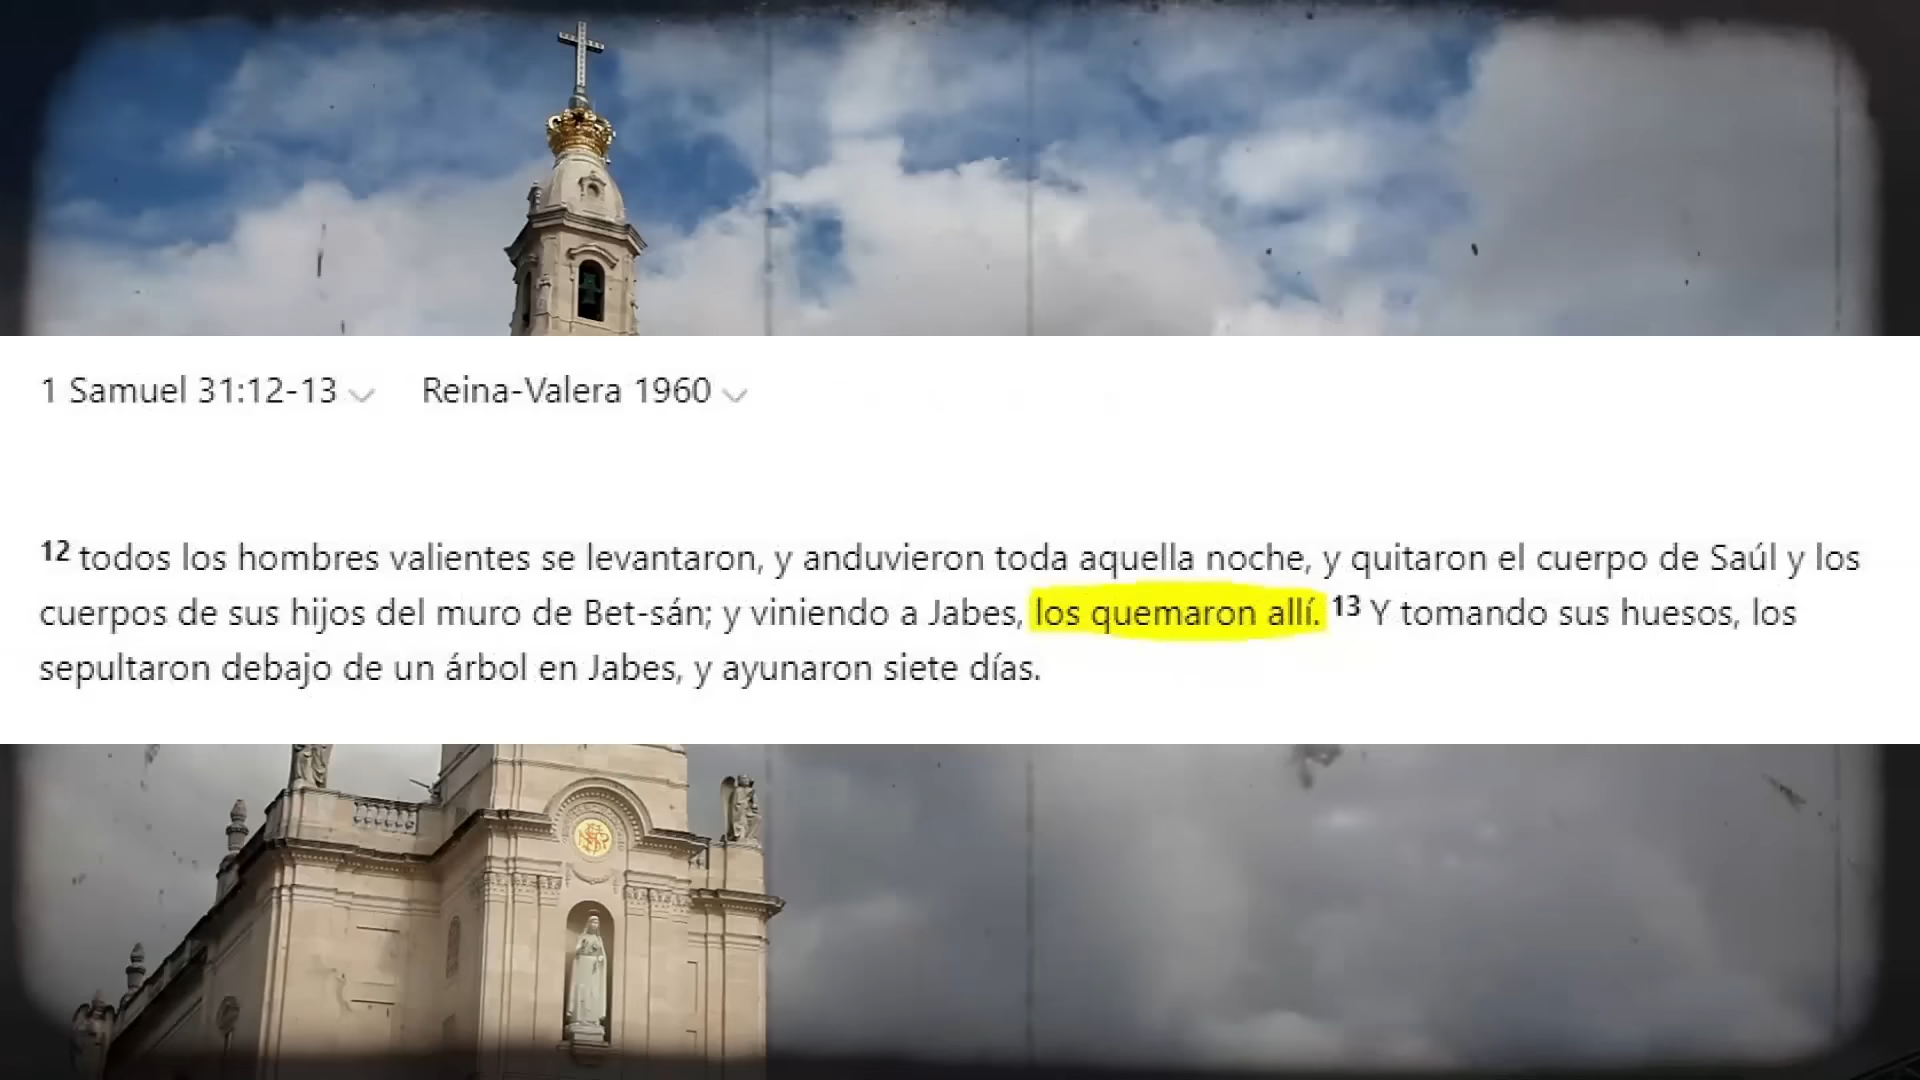 1 Samuel 31:12-13 Reina-Valera 1960
12 todos los hombres valientes se levantaron, y anduvieron toda aquella noche, y quitaron el cuerpo de Saúl y los
cuerpos de sus hijos del muro de Bet-sán; y viniendo a Jabes, los quemaron allí. 13 Y tomando sus huesos, los
sepultaron debajo de un árbol en Jabes, y ayunaron siete días.